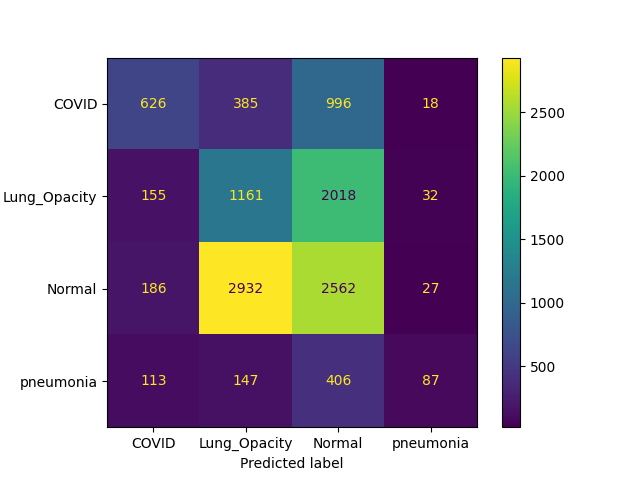 COVID 626 385 996 18
Lung_Opacity 155 1161 2018 32
Normal 186 2932 2562 27
pneumonia 113 147 406 87
COVID Lung_Opacity Normal pneumonia
Predicted label
2500
2000
1500
1000
500